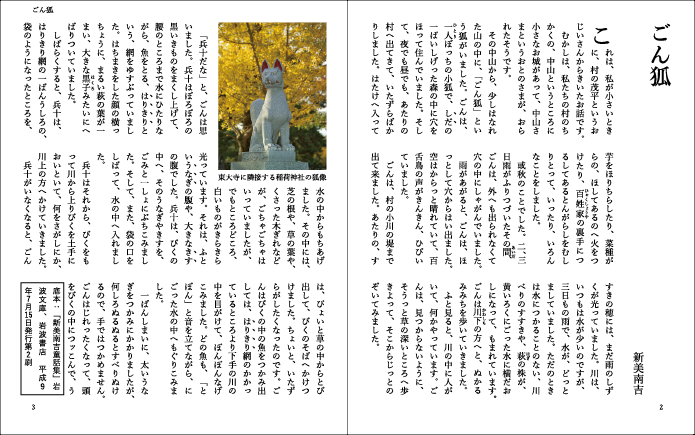 ごん狐
新美南吉
こ
れは、私が小さいとき
に、村の茂平というお
じいさんからきいたお話です。
むかしは、私たちの村のち
かくの、中山というところに
小さなお城があって、中山さ
まというおとのさまが、おら
れたそうです。
その中山から、少しはなれ
た山の中に、「ごん狐」とい
う狐がいました。ごんは、
一人ぼっちの小狐で、しだの
一ぱいしげった森の中に穴を
ほって住んでいました。そし
て、夜でも昼でも、あたりの
村へ出てきて、いたずらばか
りしました。はたけへ入って
芋をほりちらしたり、菜種が
らの、ほしてあるのへ火をつ
けたり、百姓家の裏手につ
るしてあるとんがらしをむし
りとって、いったり、いろん
なことをしました。
或秋のことでした。二、三
日雨がふりつづいたその間、
ごんは、外へも出られなくて
穴の中にしゃがんでいました。
雨があがると、ごんは、ほ
っとして穴からはい出ました。
空はからっと晴れていて、百
舌鳥の声がきんきん、ひびい
ていました。
ごんは、村の小川の堤まで
出て来ました。あたりの、す
すきの穂には、まだ雨のしず
くが光っていました。川は、
いつもは水が少いのですが、
三日もの雨で、水が、どっと
ましていました。ただのとき
は水につかることのない、川
べりのすすきや、萩の株が、
黄いろくにごった水に横だお
しになって、もまれています。
ごんは川下の方へと、ぬかる
みみちを歩いていきました。
ふと見ると、川の中に人が
いて、何かやっています。ご
んは、見つからないように、
そうっと草の深いところへ歩
きよって、そこからじっとの
ぞいてみました。
2
ごん狐
「兵十だな」と、ごんは思
いました。兵十はぼろぼろの
黒いきものをまくし上げて、
腰のところまで水にひたりな
がら、魚をとる、はりきりと
いう、網をゆすぶっていまし
た。はちまきをした顔の横っ
ちょうに、まるい萩の葉が一
まい、大きな黒子みたいにへ
ばりついていました。
しばらくすると、兵十は、
はりきり網の一ばんうしろの、
袋のようになったところを、
東大寺に隣接する稲荷神社の狐像
水の中からもちあげ
ました。その中には、
芝の根や、草の葉や、
くさった木ぎれなど
が、ごちゃごちゃは
いっていましたが、
でもところどころ、
白いものがきらきら
光っています。それは、ふと
いうなぎの腹や、大きなきす
の腹でした。兵十は、びくの
中へ、そのうなぎやきすを、
ごみと一しょにぶちこみまし
た。そして、また、袋の口を
しばって、水の中へ入れまし
た。
兵十はそれから、びくをも
って川から上りびくを土手に
おいといて、何をさがしにか、
川上の方へかけていきました。
兵十がいなくなると、ごん
は、ぴょいと草の中からとび
出して、びくのそばへかけつ
けました。ちょいと、いたず
らがしたくなったのです。ご
んはびくの中の魚をつかみ出
しては、はりきり網のかかっ
ているところより下手の川の
中を目がけて、ぽんぽんなげ
こみました。どの魚も、「と
ぼん」と音を立てながら、に
ごった水の中へもぐりこみま
した。
一ばんしまいに、太いうな
ぎをつかみにかかりましたが、
何しろぬるぬるとすべりぬけ
るので、手ではつかめません。
ごんはじれったくなって、頭
をびくの中につッこんで、う
底本：「新美南吉童話集」岩
波文庫、岩波書店 平成9
年7月15日発行第2刷
3